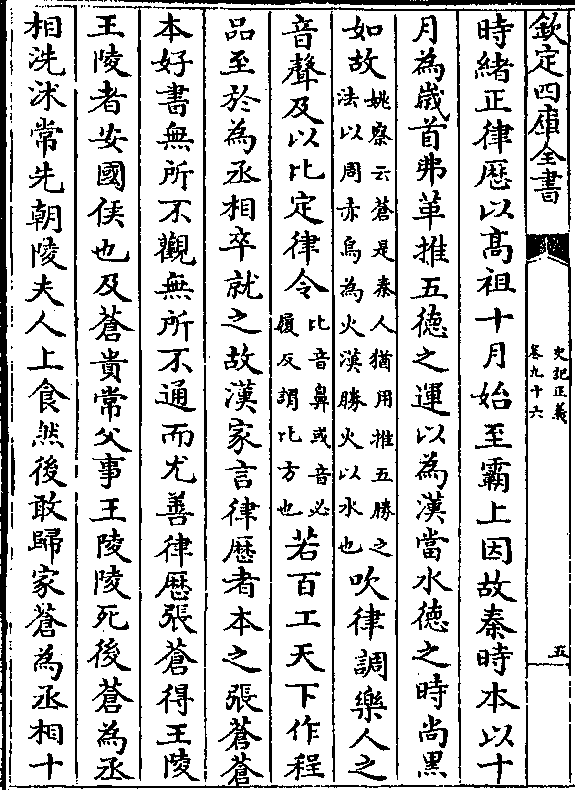 欽定四庫全書
史記正義
卷九十六
五
時緒正律歷以髙祖十月始至霸上因故秦時本以十
月為歲首弗革推五德之運以為漢當水德之時尚黑
如故姚察云蒼是秦人猶用推五勝之
法以周赤烏為火漢勝火以水也吹律調樂人之
音聲及以比定律令比音鼻或音必
履反謂比方也若百工天下作程
品至於為丞相卒就之故漢家言律歷者本之張蒼蒼
本好書無所不觀無所不通而尤善律歷張蒼得王陵
王陵者安國侯也及蒼貴常父事王陵陵死後蒼為丞
相洗沐常先朝陵夫人上食然後敢歸家蒼為丞相十